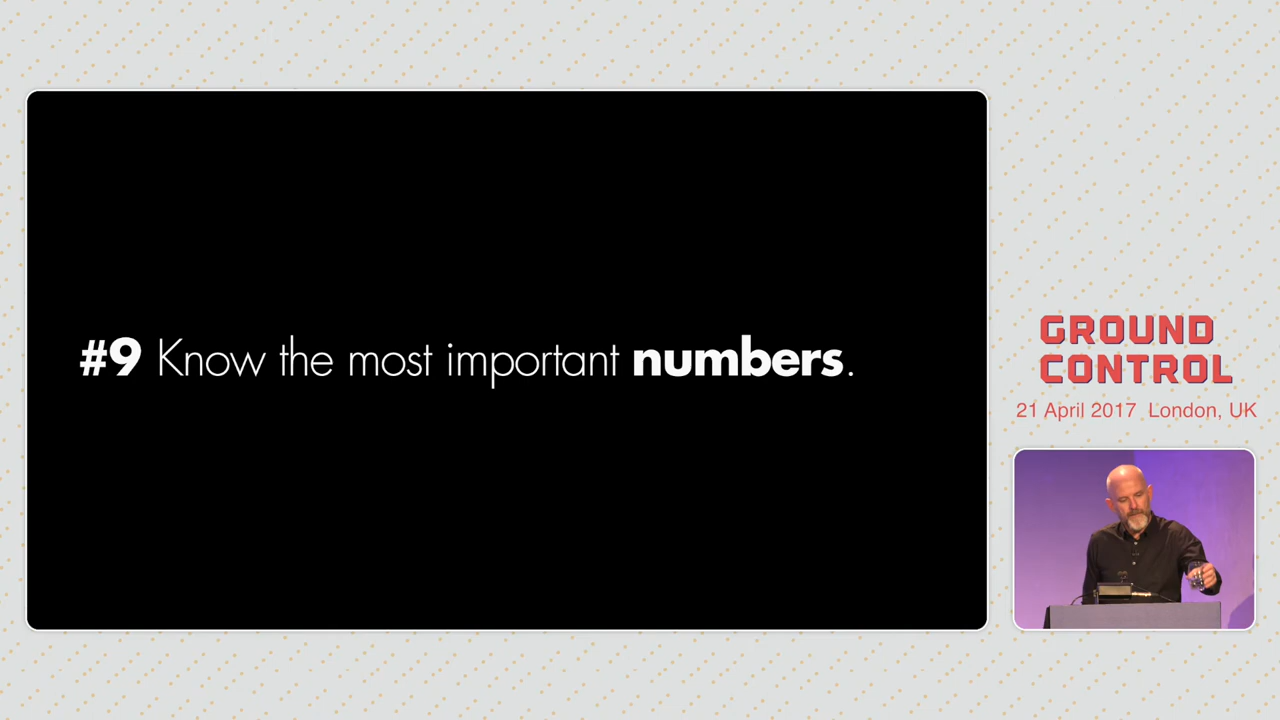 #9 Know the most important numbers.
GROUND
CONTROL
21 April 2017 London, UK